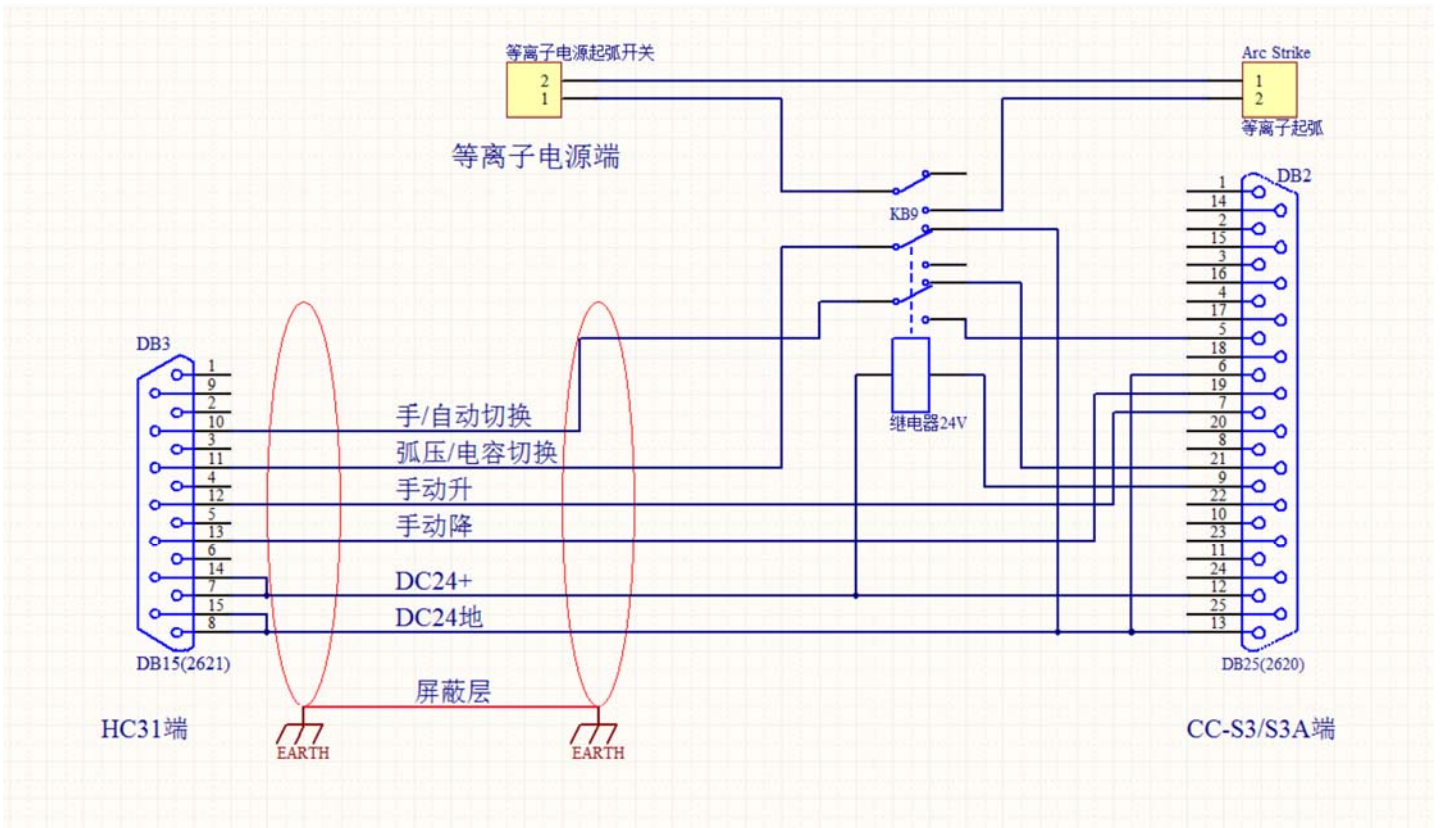 等离子电源起弧开关
2
1
等离子电源端
Arc Strike
1
2
等离子起弧
KB9
继电器24V
DB2
1
14
2
15
3
16
4
17
5
18
6
19
7
20
8
21
9
22
10
23
11
24
12
25
13
DB25(2620)
CC-S3/S3A端
DB3
1
9
2
10
3
11
4
12
5
13
6
14
7
15
8
DB15(2621)
HC31端
手/自动切换
弧压/电容切换
手动升
手动降
DC24+
DC24地
屏蔽层
EARTH
EARTH